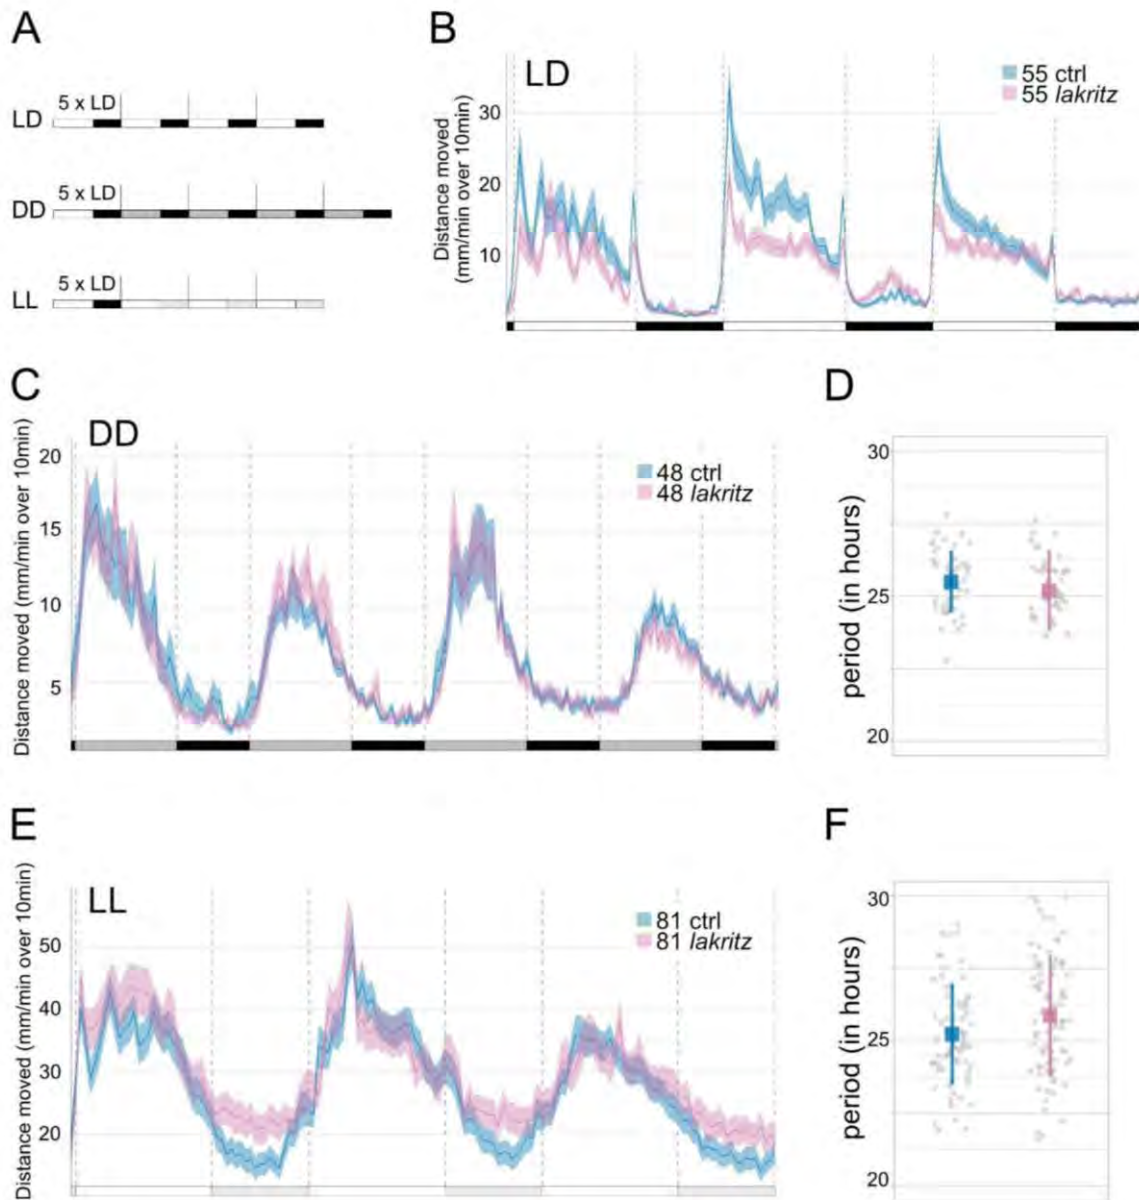 A
5 x LD
LD
5 x LD
DD
5 x LD
LL
B
LD
55 ctrl
55 lakritz
Distance moved
(mm/min over 10min)
30
20
10
C
DD
48 ctrl
48 lakritz
Distance moved (mm/min over 10min)
20
15
10
5
D
period (in hours)
30
25
20
E
LL
81 ctrl
81 lakritz
Distance moved (mm/min over 10min)
50
40
30
20
F
period (in hours)
30
25
20